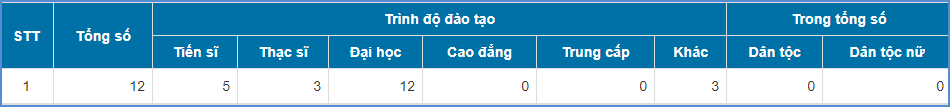 STT Tổng số Trình độ đào tạo Trong tổng số
Tiến sĩ Thạc sĩ Đại học Cao đẳng Trung cấp Khác Dân tộc Dân tộc nữ
1 12 5 3 12 0 0 3 0 0